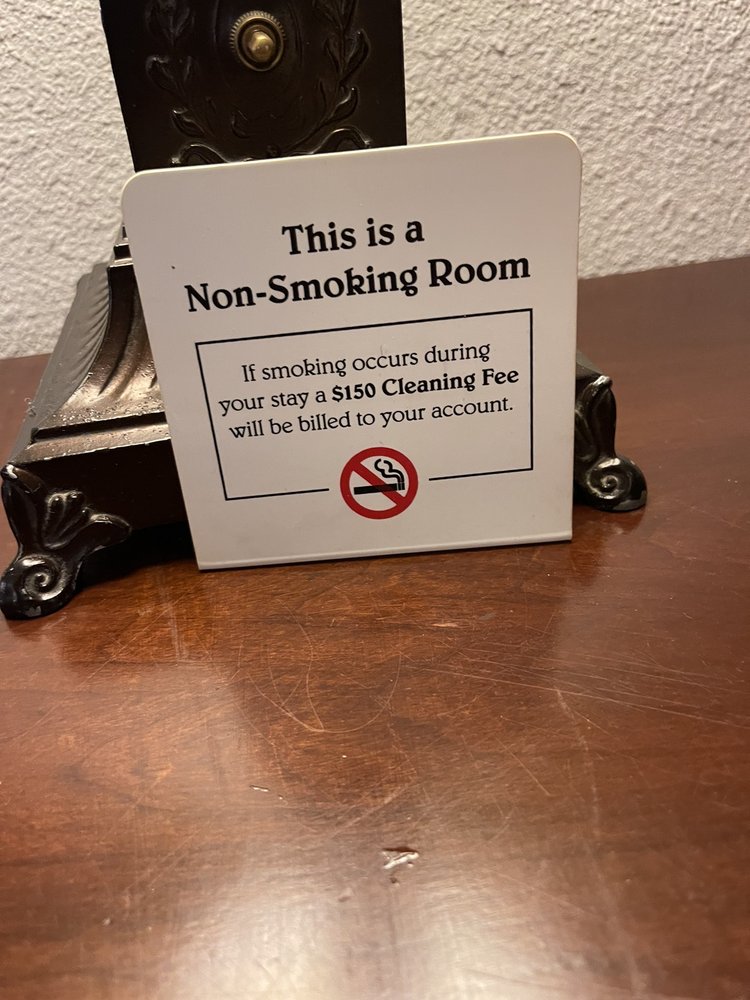 This is a
Non-Smoking Room
If smoking occurs during
your stay a $150 Cleaning Fee
will be billed to your account.